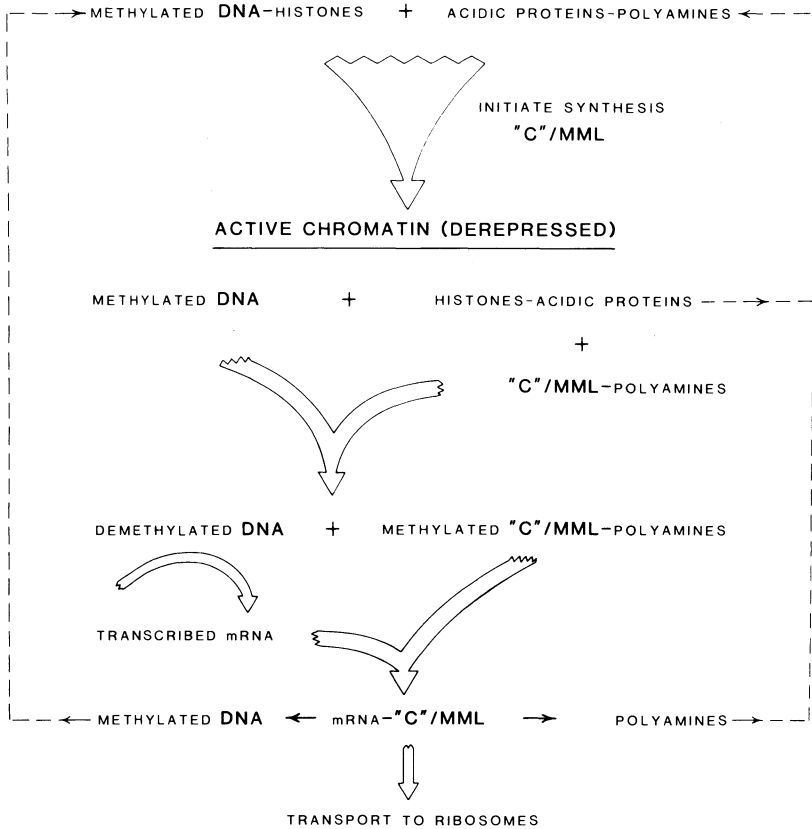 METHYLATED DNA-HISTONES + ACIDIC PROTEINS-POLYAMINES
INITIATE SYNTHESIS
"C"/MML
ACTIVE CHROMATIN (DEREPRESSED)
METHYLATED DNA + HISTONES-ACIDIC PROTEINS
+
"C"/MML-POLYAMINES
DEMETHYLATED DNA + METHYLATED "C"/MML-POLYAMINES
TRANSCRIBED mRNA
METHYLATED DNA mRNA-"C"/MML POLYAMINES
TRANSPORT TO RIBOSOMES